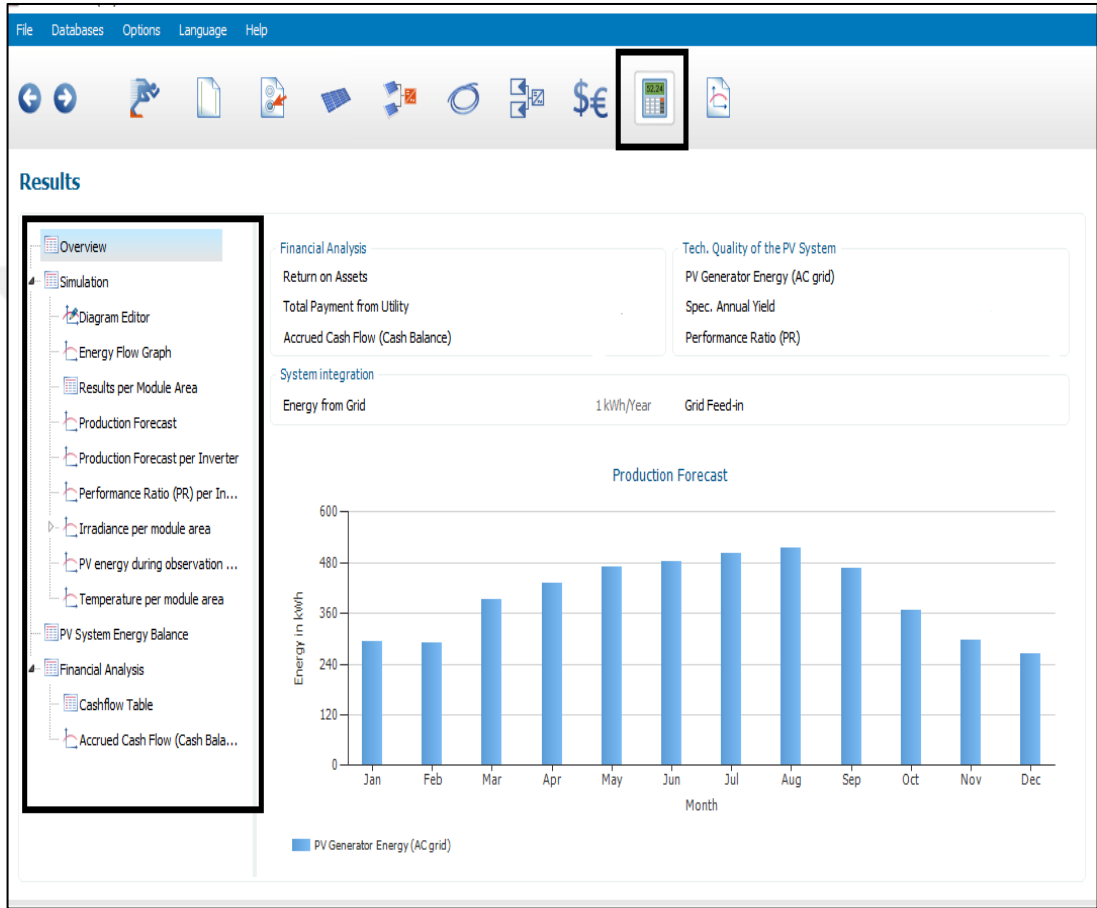 File Databases Options Language Help
52,24
$€
Results
Overview
Simulation
Diagram Editor
Energy Flow Graph
Results per Module Area
Production Forecast
Production Forecast per Inverter
Performance Ratio (PR) per In...
Irradiance per module area
PV energy during observation ...
Temperature per module area
PV System Energy Balance
Financial Analysis
Cashflow Table
Accrued Cash Flow (Cash Bala...
Financial Analysis
Return on Assets
Total Payment from Utility
Accrued Cash Flow (Cash Balance)
Tech. Quality of the PV System
PV Generator Energy (AC grid)
Spec. Annual Yield
Performance Ratio (PR)
System integration
Energy from Grid 1 kWh/Year Grid Feed-in
Production Forecast
Energy in kWh
600
480
360
240
120
0
Jan Feb Mar Apr May Jun Jul Aug Sep Oct Nov Dec
Month
PV Generator Energy (AC grid)